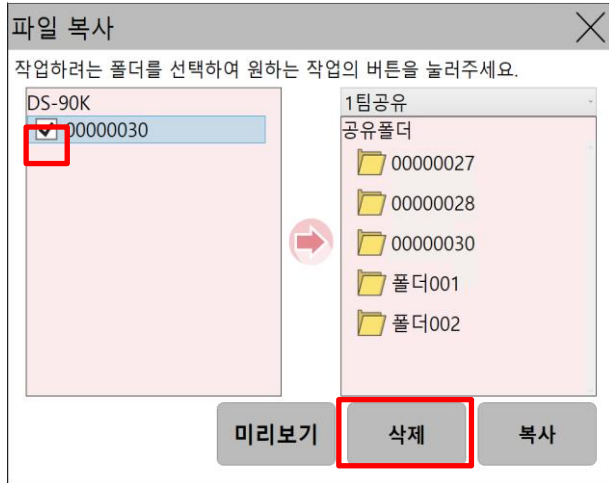 파일 복사
작업하려는 폴더를 선택하여 원하는 작업의 버튼을 눌러주세요.
DS-90K
00000030
1팀공유
공유폴더
00000027
00000028
00000030
폴더001
폴더002
미리보기
삭제
복사